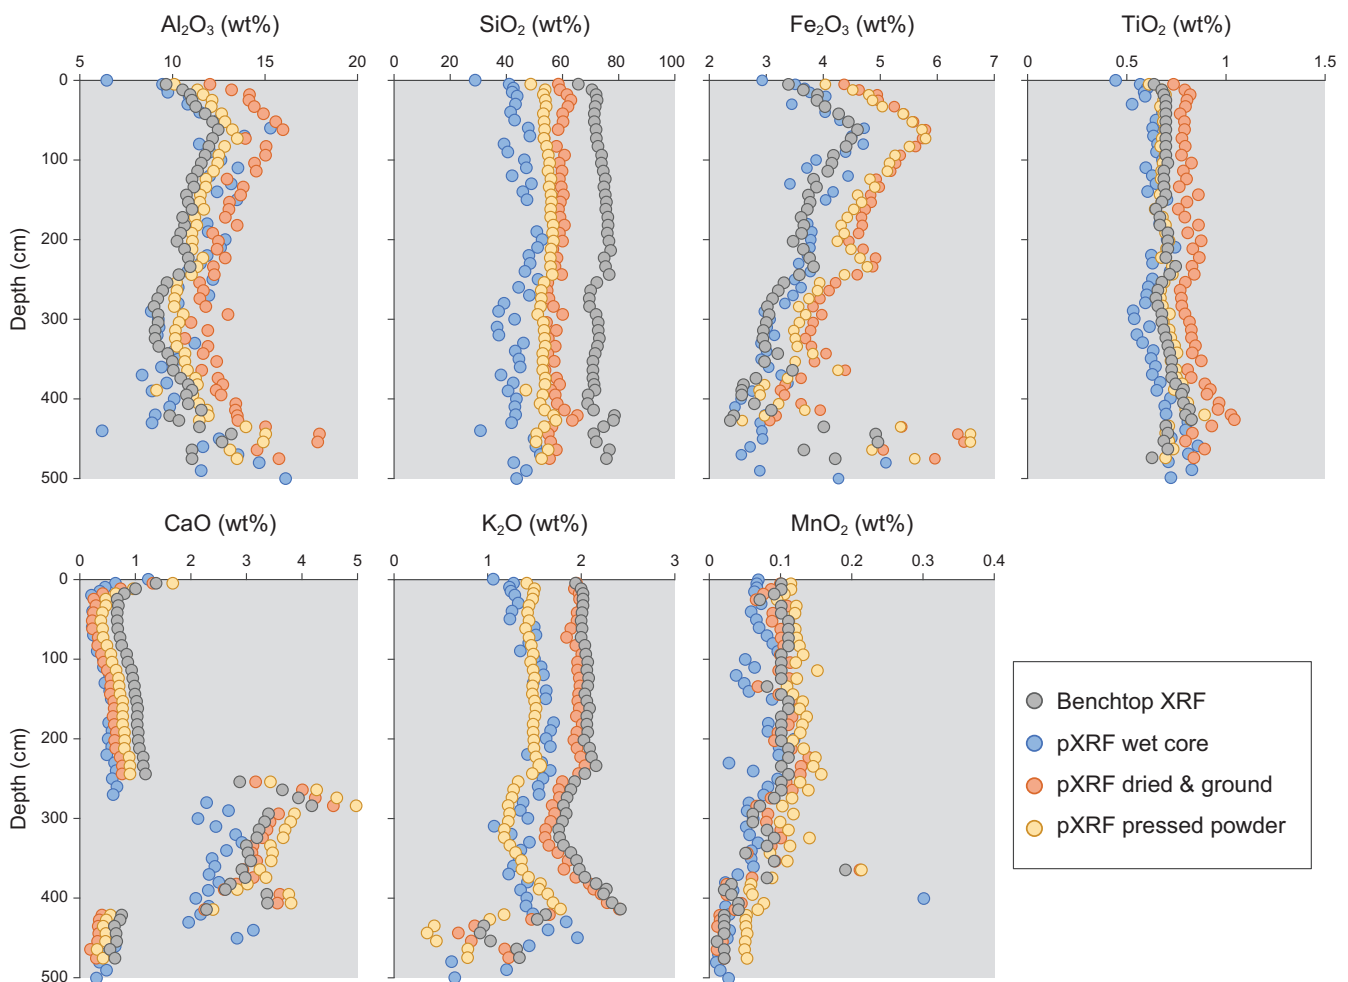 Al₂O₃ (wt%)
SiO₂ (wt%)
Fe₂O₃ (wt%)
TiO₂ (wt%)
5 10 15 20
0 20 40 60 80 100
2 3 4 5 6 7
0 0.5 1 1.5
0
100
200
300
400
500
Depth (cm)
CaO (wt%)
K₂O (wt%)
MnO₂ (wt%)
0 1 2 3 4 5
0 1 2 3
0 0.1 0.2 0.3 0.4
0
100
200
300
400
500
Depth (cm)
Benchtop XRF
pXRF wet core
pXRF dried & ground
pXRF pressed powder